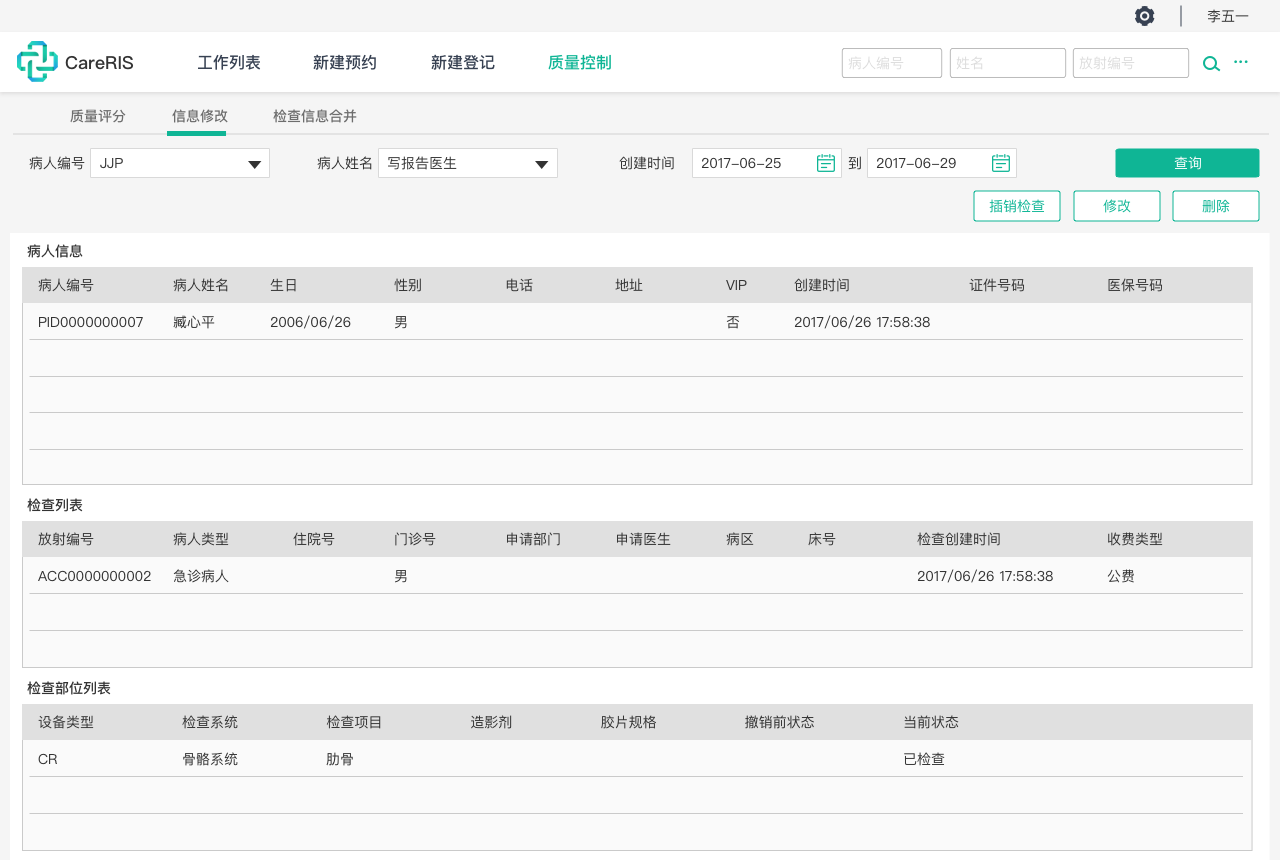 李五一
CareRIS 工作列表 新建预约 新建登记 质量控制 病人编号 姓名 放射编号 ...
质量评分 信息修改 检查信息合并
病人编号 JJP 病人姓名 写报告医生 创建时间 2017-06-25 到 2017-06-29 查询
插销检查 修改 删除
病人信息
病人编号 病人姓名 生日 性别 电话 地址 VIP 创建时间 证件号码 医保号码
PID0000000007 臧心平 2006/06/26 男 否 2017/06/26 17:58:38
检查列表
放射编号 病人类型 住院号 门诊号 申请部门 申请医生 病区 床号 检查创建时间 收费类型
ACC0000000002 急诊病人 男 2017/06/26 17:58:38 公费
检查部位列表
设备类型 检查系统 检查项目 造影剂 胶片规格 撤销前状态 当前状态
CR 骨骼系统 肋骨 已检查